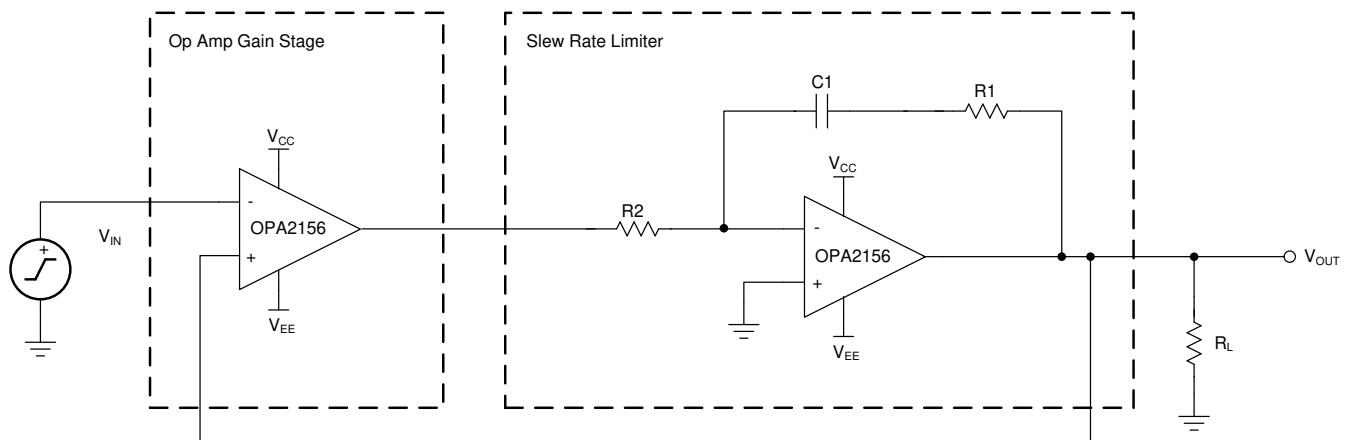 Op Amp Gain Stage
Slew Rate Limiter
C1
R1
V_CC
V_CC
R2
-
OPA2156
+
V_IN
+
V_EE
-
OPA2156
+
V_EE
V_OUT
R_L